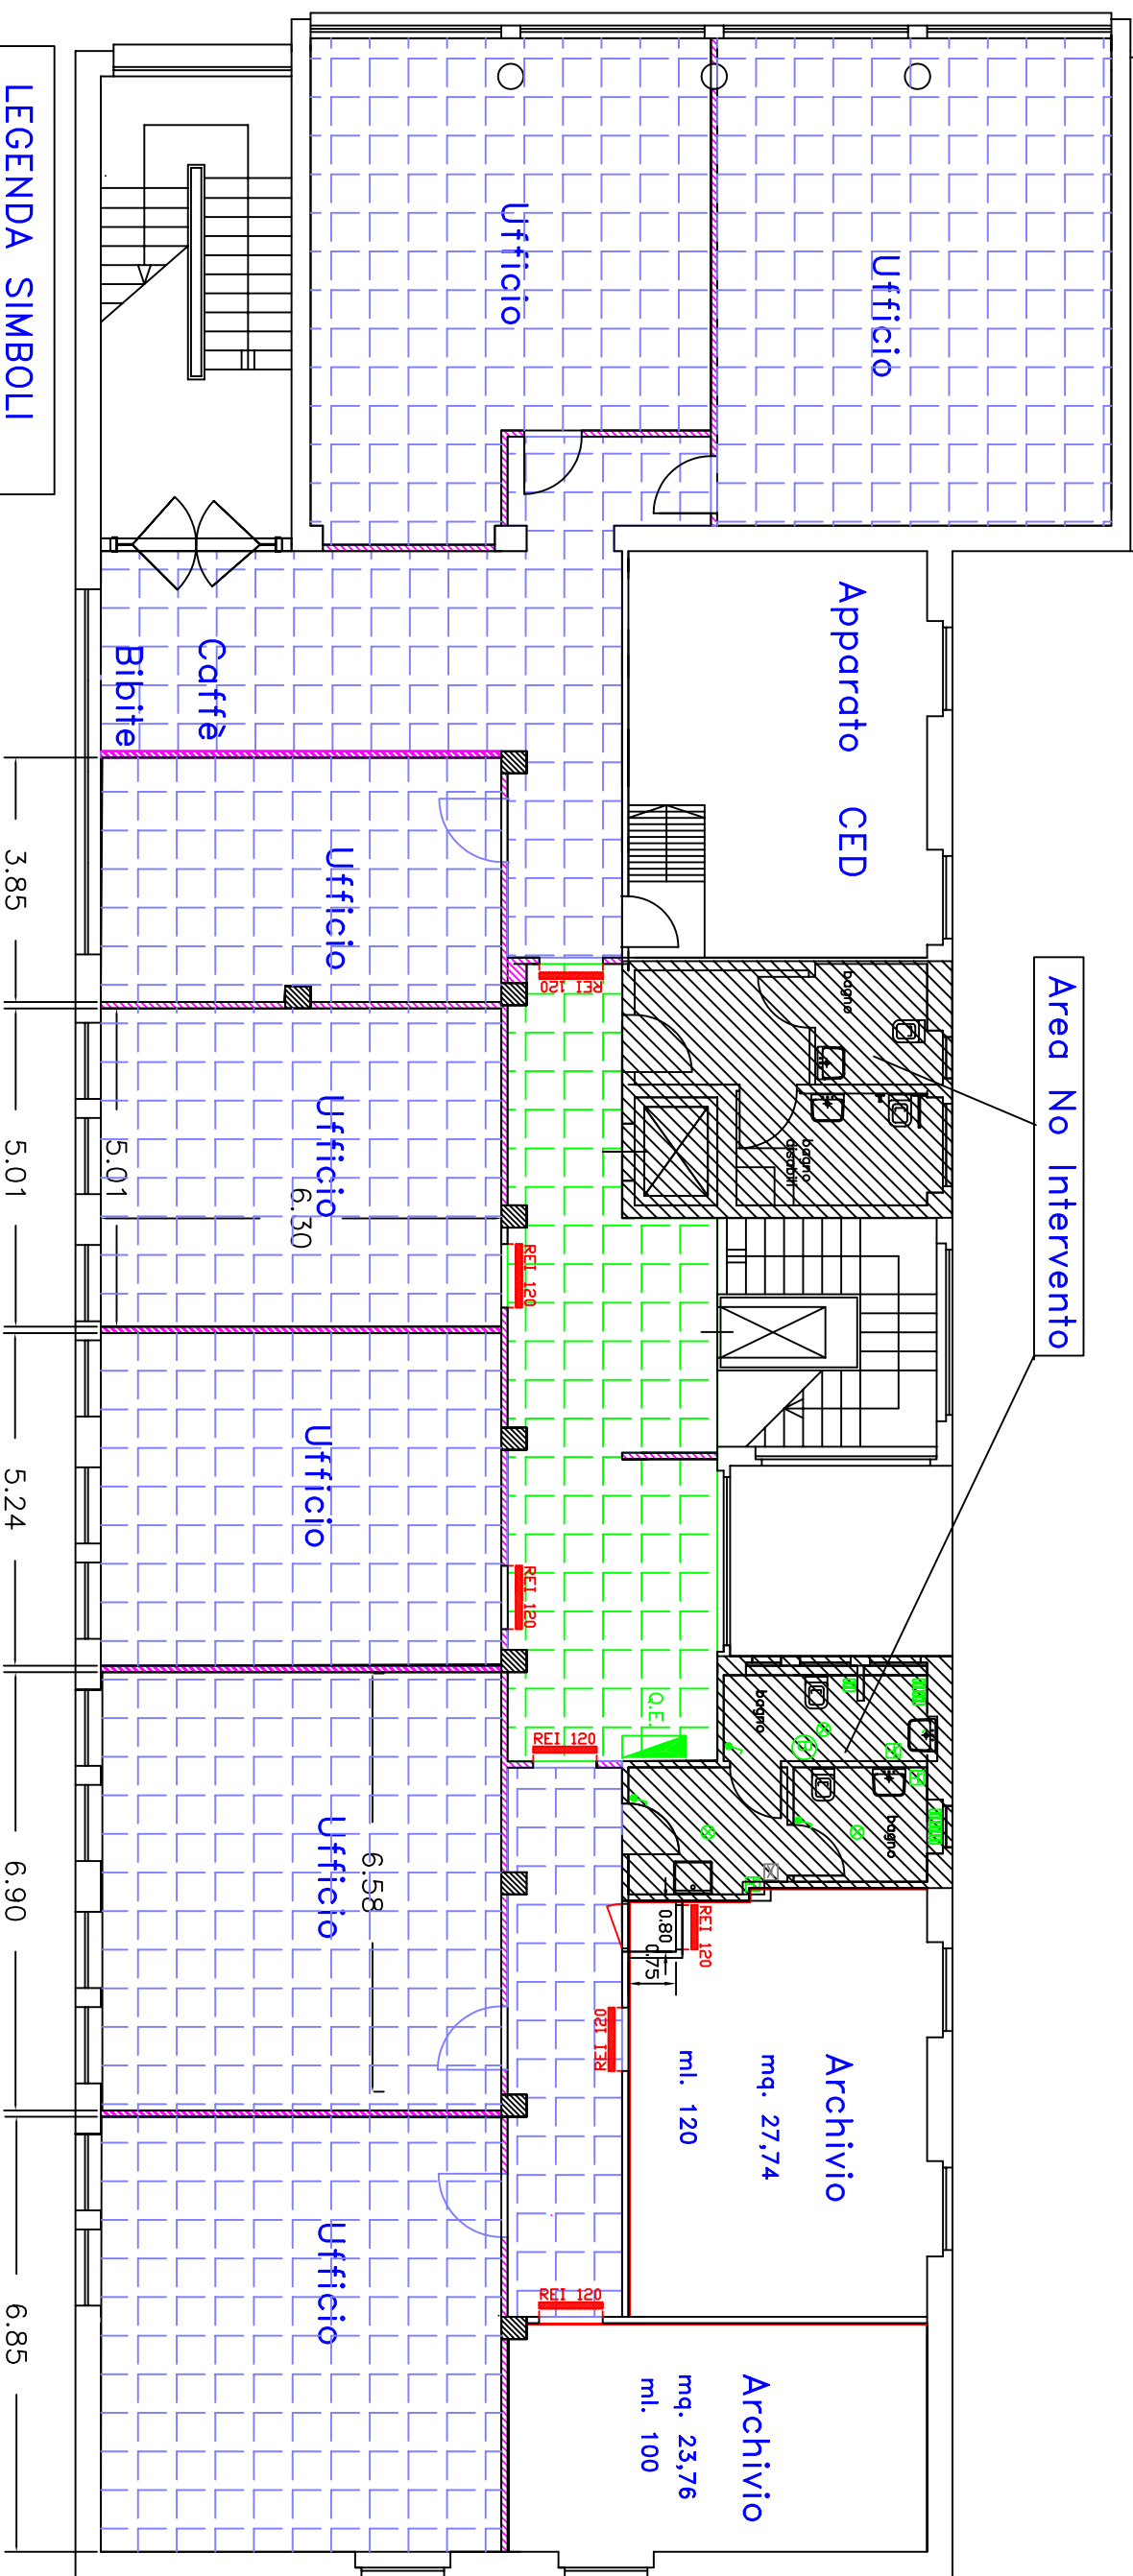 Area No Intervento
Ufficio
Apparato CED
bagno
bagno
disabili
bagno
bagno
Archivio
mq. 27,74
ml. 120
Archivio
mq. 23,76
ml. 100
Ufficio
REI 120
REI 120
REI 120
REI 120
Q.E.
REI 120
0.80
0.75
REI 120
REI 120
Caffè
Bibite
Ufficio
Ufficio
6.30
5.01
Ufficio
Ufficio
6.58
Ufficio
3.85
5.01
5.24
6.90
6.85
LEGENDA SIMBOLI